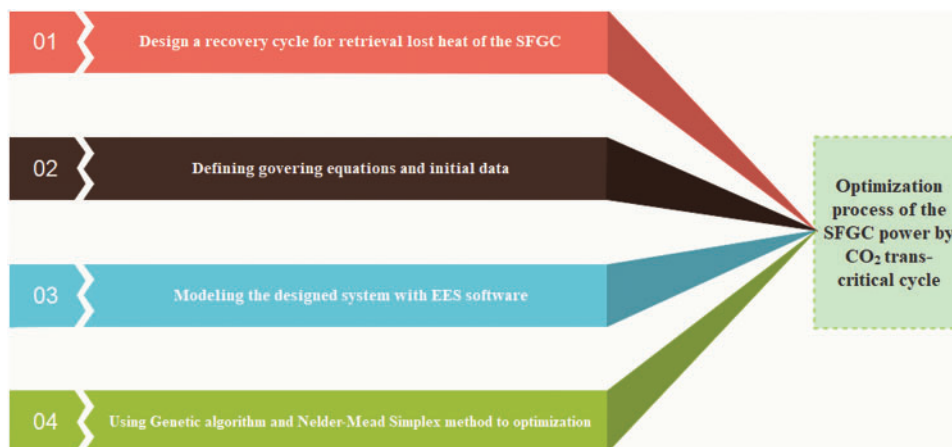 01
Design a recovery cycle for retrieval lost heat of the SFGC
02
Defining govering equations and initial data
03
Modeling the designed system with EES software
04
Using Genetic algorithm and Nelder-Mead Simplex method to optimization
Optimization
process of the
SFGC power by
CO₂ trans-
critical cycle